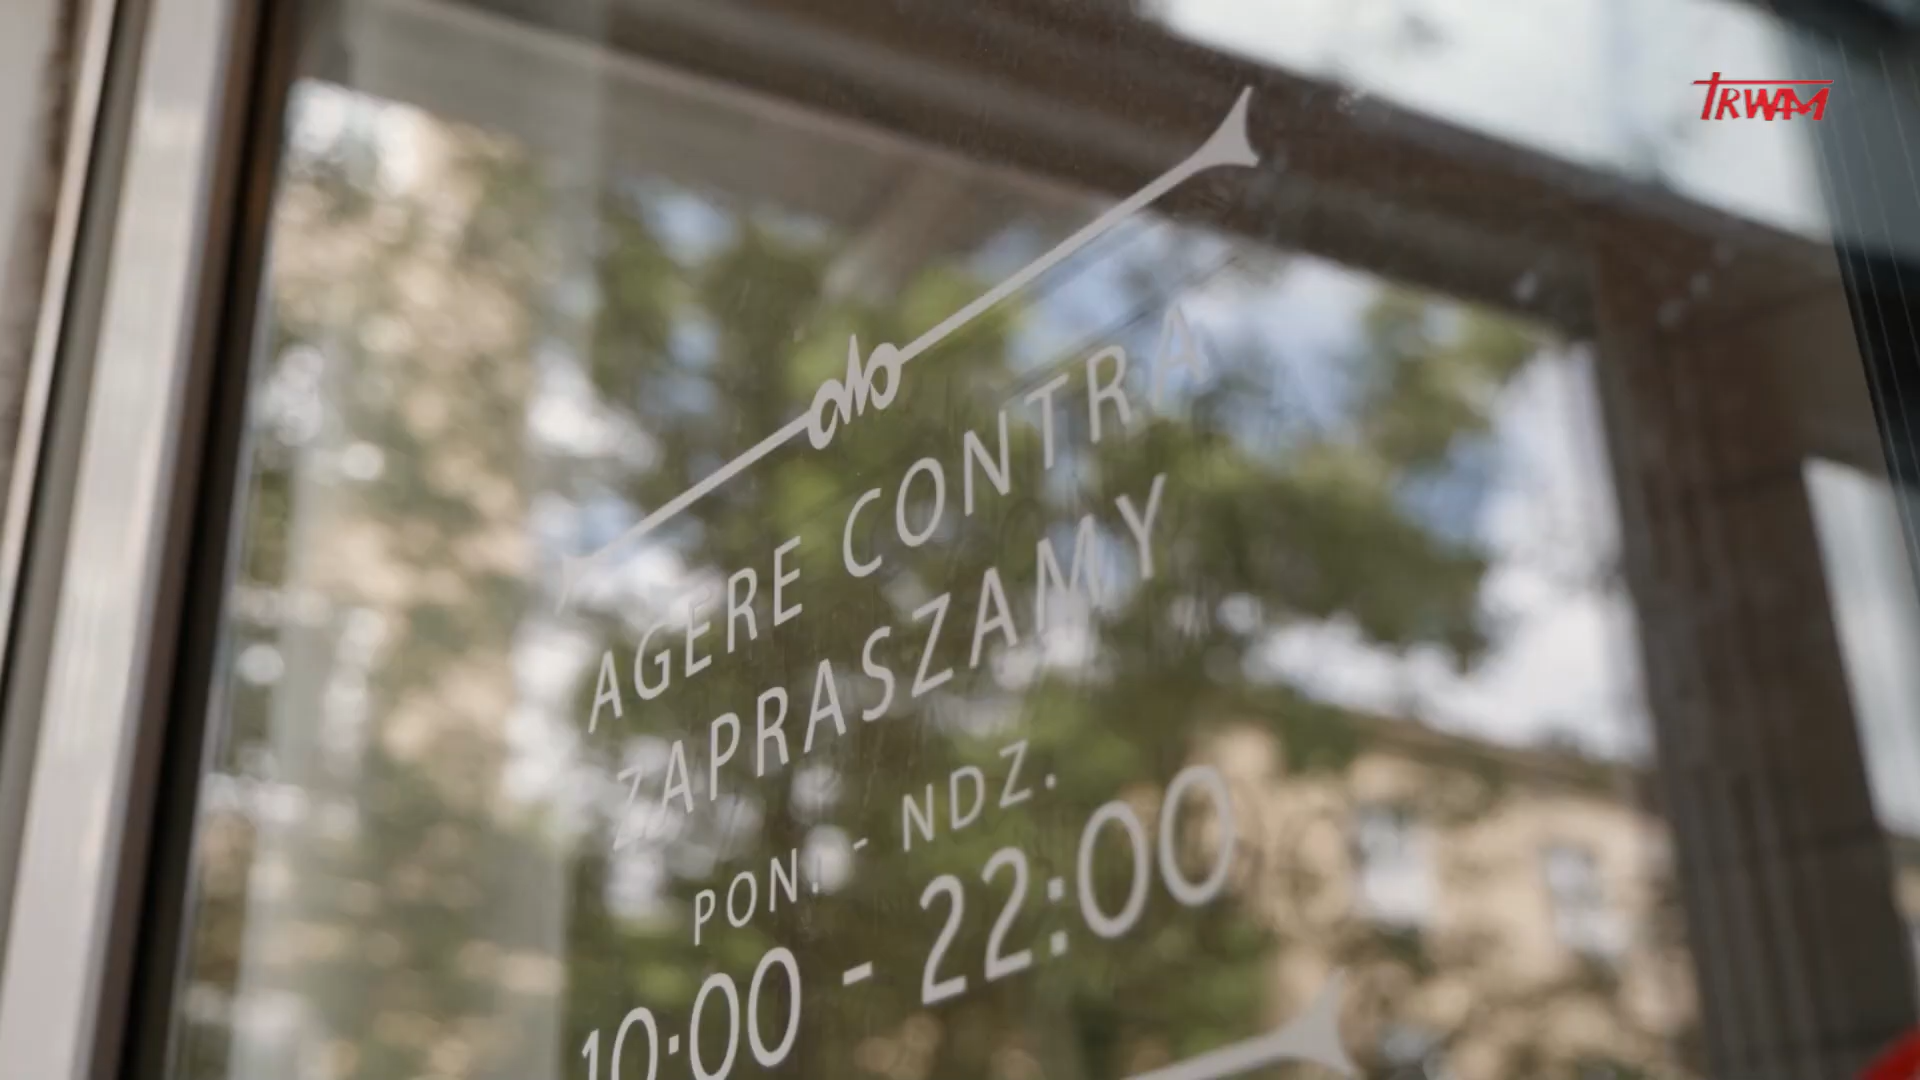 TRWAM
AGERE CONTRA
ZAPRASZAMY
PON. - NDZ.
10:00 - 22:00